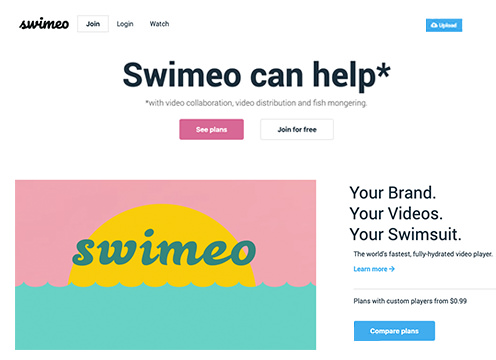 swimeo Join Login Watch Upload
Swimeo can help*
*with video collaboration, video distribution and fish mongering.
See plans Join for free
swimeo
Your Brand.
Your Videos.
Your Swimsuit.
The world's fastest, fully-hydrated video player.
Learn more →
Plans with custom players from $0.99
Compare plans